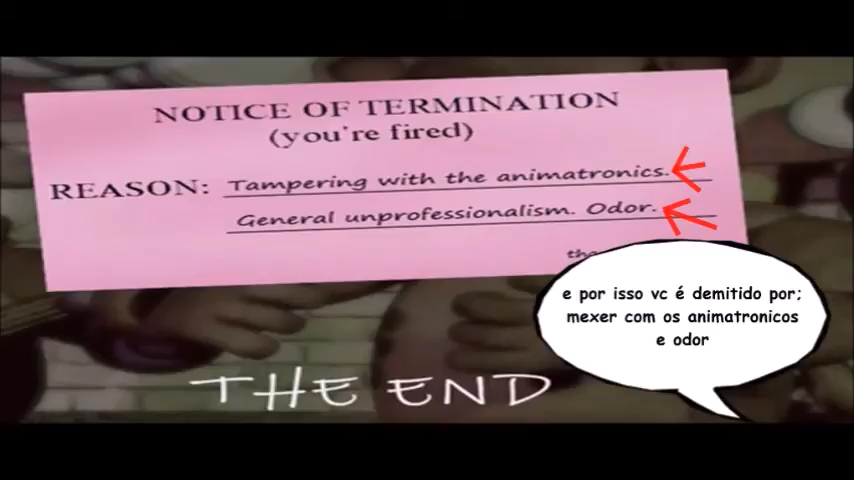 NOTICE OF TERMINATION
(you're fired)
REASON: Tampering with the animatronics.
General unprofessionalism. Odor.
THE END
e por isso vc é demitido por;
mexer com os animatronicos
e odor